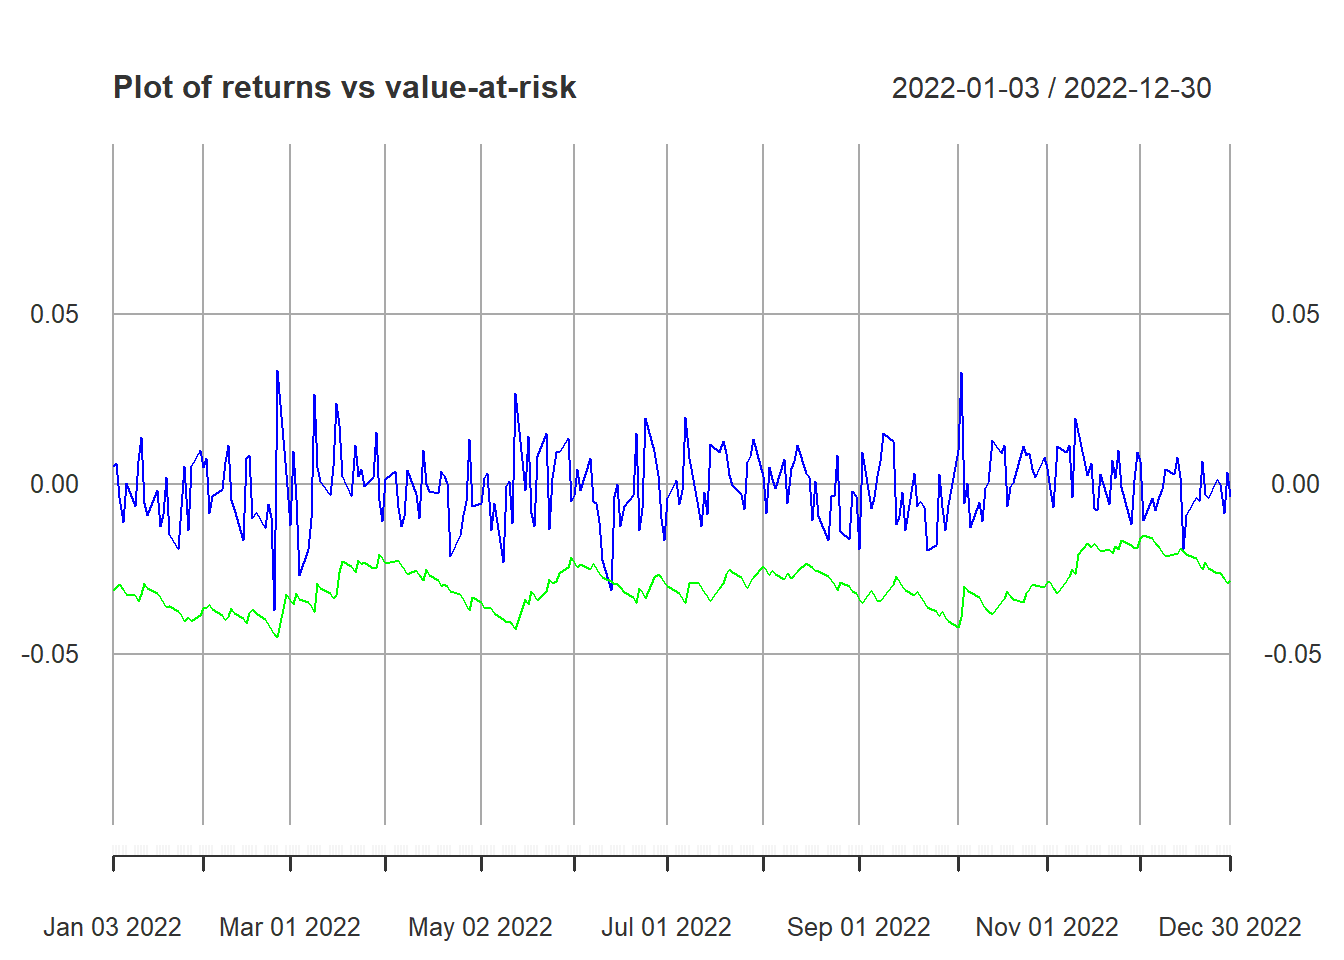 Plot of returns vs value-at-risk 2022-01-03 / 2022-12-30
0.05 0.05
0.00 0.00
-0.05 -0.05
Jan 03 2022 Mar 01 2022 May 02 2022 Jul 01 2022 Sep 01 2022 Nov 01 2022 Dec 30 2022